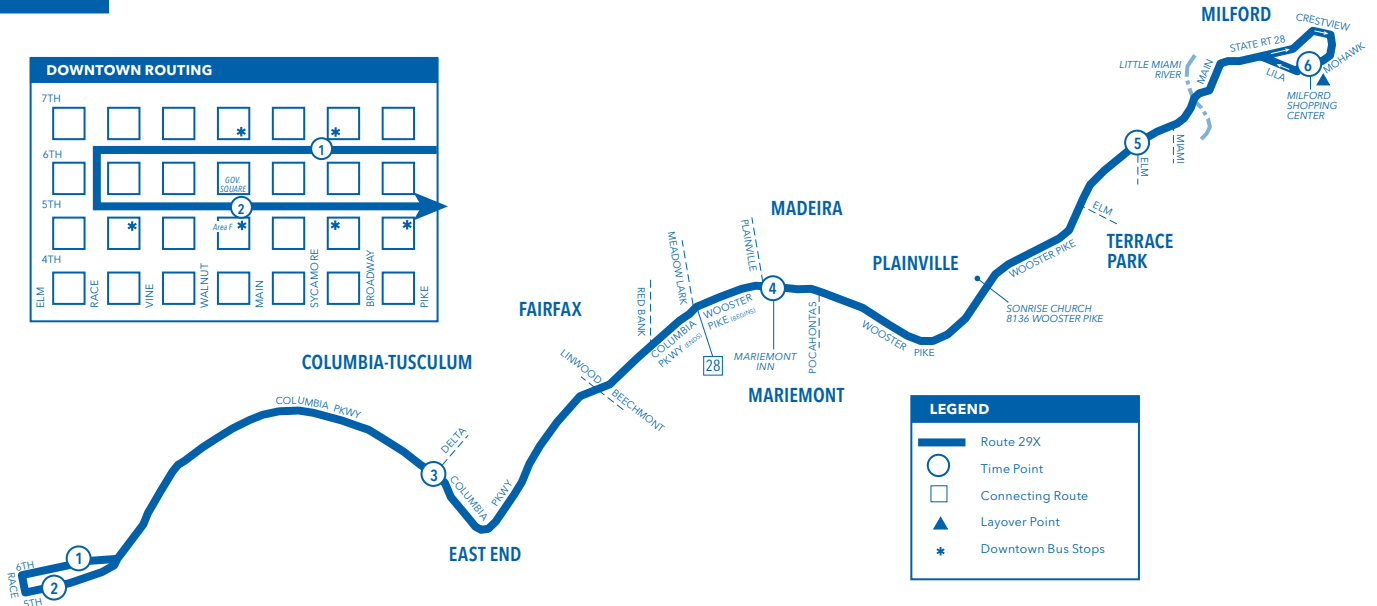 DOWNTOWN ROUTING
7TH
6TH
5TH
4TH
1
GOV.
SQUARE
2
Area F
*
*
*
*
*
*
ELM
RACE
VINE
WALNUT
MAIN
SYCAMORE
BROADWAY
PIKE
MILFORD
CRESTVIEW
STATE RT 28
MOHAWK
LILA
6
MILFORD
SHOPPING
CENTER
LITTLE MIAMI
RIVER
MAIN
MIAMI
5
ELM
ELM
TERRACE
PARK
WOOSTER PIKE
SONRISE CHURCH
8136 WOOSTER PIKE
PLAINVILLE
MADEIRA
PLAINVILLE
MEADOW LARK
4
WOOSTER
PIKE (BEGINS)
COLUMBIA
PKWY (ENDS)
28
MARIEMONT
INN
POCAHONTAS
WOOSTER
PIKE
MARIEMONT
RED BANK
FAIRFAX
LINWOOD
BEECHMONT
COLUMBIA-TUSCULUM
COLUMBIA PKWY
DELTA
3
COLUMBIA
PKWY
EAST END
6TH
1
RACE
2
5TH
LEGEND
Route 29X
Time Point
Connecting Route
Layover Point
* Downtown Bus Stops